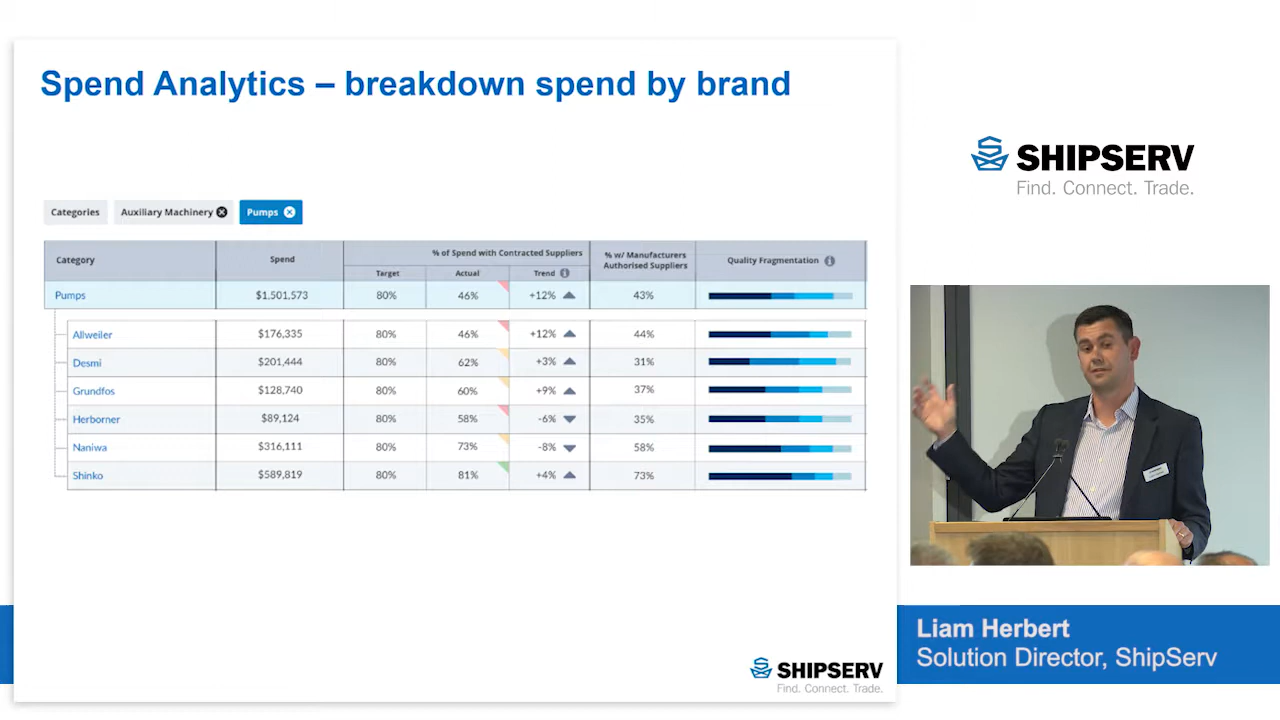 Spend Analytics – breakdown spend by brand
SHIPSERV
Find. Connect. Trade.
Categories Auxiliary Machinery Pumps
Category Spend % of Spend with Contracted Suppliers % w/ Manufacturers Authorised Suppliers Quality Fragmentation
Target Actual Trend
Pumps $1,501,573 80% 46% +12% 43%
Allweiler $176,335 80% 46% +12% 44%
Desmi $201,444 80% 62% +3% 31%
Grundfos $128,740 80% 60% +9% 37%
Herborner $89,124 80% 58% -6% 35%
Naniwa $316,111 80% 73% -8% 58%
Shinko $589,819 80% 81% +4% 73%
Liam Herbert
Solution Director, ShipServ
SHIPSERV
Find. Connect. Trade.